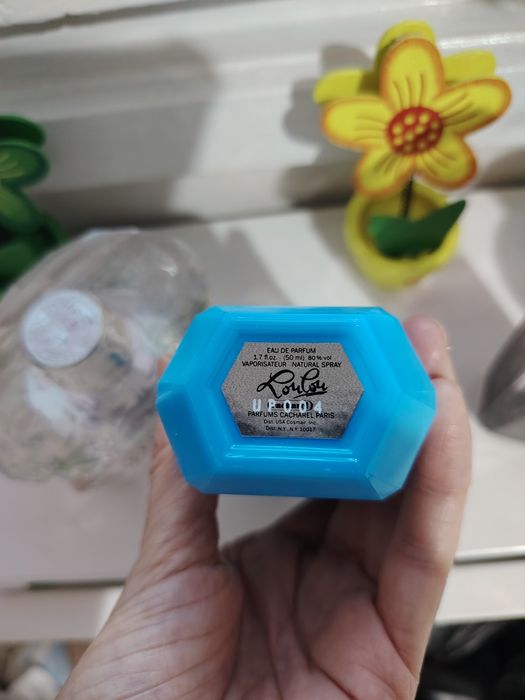 EAU DE PARFUM
1.7 fl.oz. (50 ml) 80% vol
VAPORISATEUR NATURAL SPRAY
Loulou
UF004
PARFUMS CACHAREL PARIS
Dist. USA Cosmair, Inc.
Dist. N.Y., N.Y. 10017